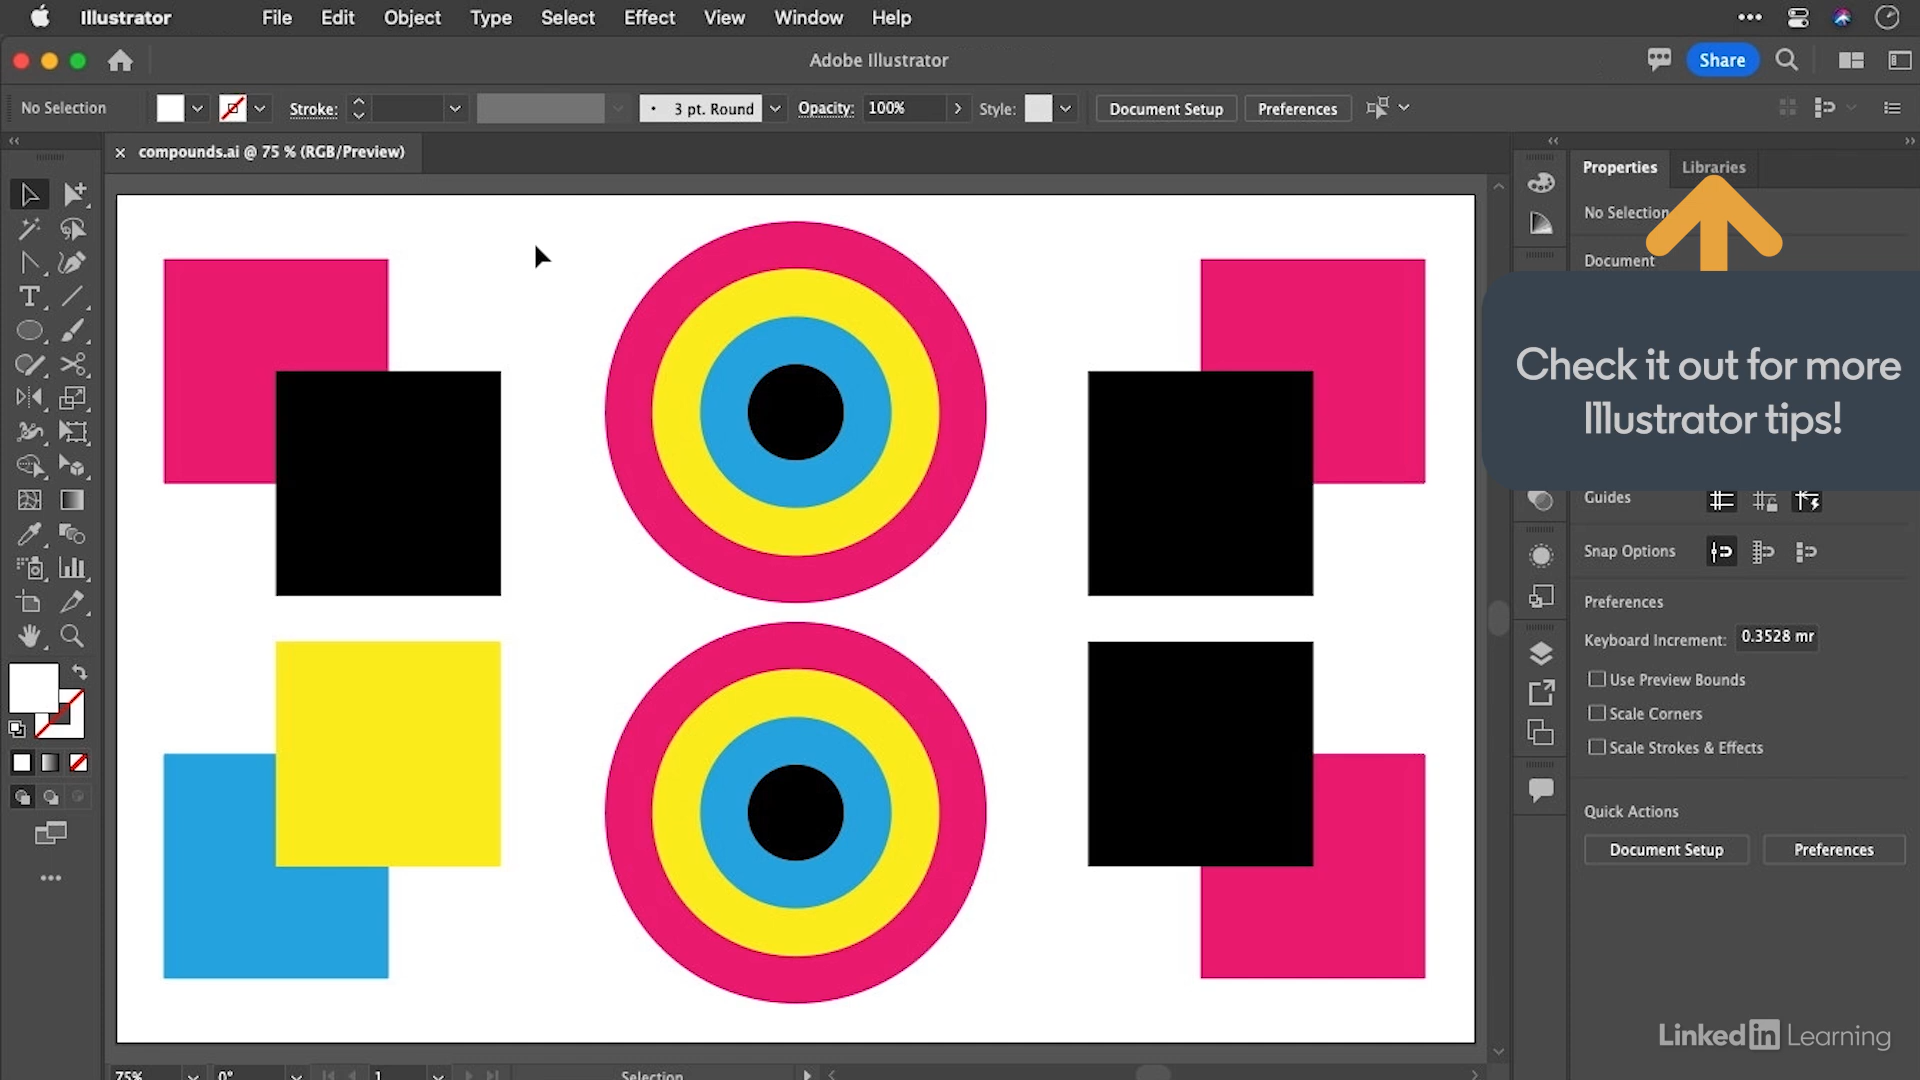 Illustrator File Edit Object Type Select Effect View Window Help
Adobe Illustrator
Share
No Selection
Stroke:
3 pt. Round
Opacity: 100%
Style:
Document Setup
Preferences
compounds.ai @ 75 % (RGB/Preview)
Properties
Libraries
No Selection
Document
Check it out for more
Illustrator tips!
Guides
Snap Options
Preferences
Keyboard Increment: 0.3528 mr
Use Preview Bounds
Scale Corners
Scale Strokes & Effects
Quick Actions
Document Setup
Preferences
LinkedIn Learning
75% 0° 1 Selection